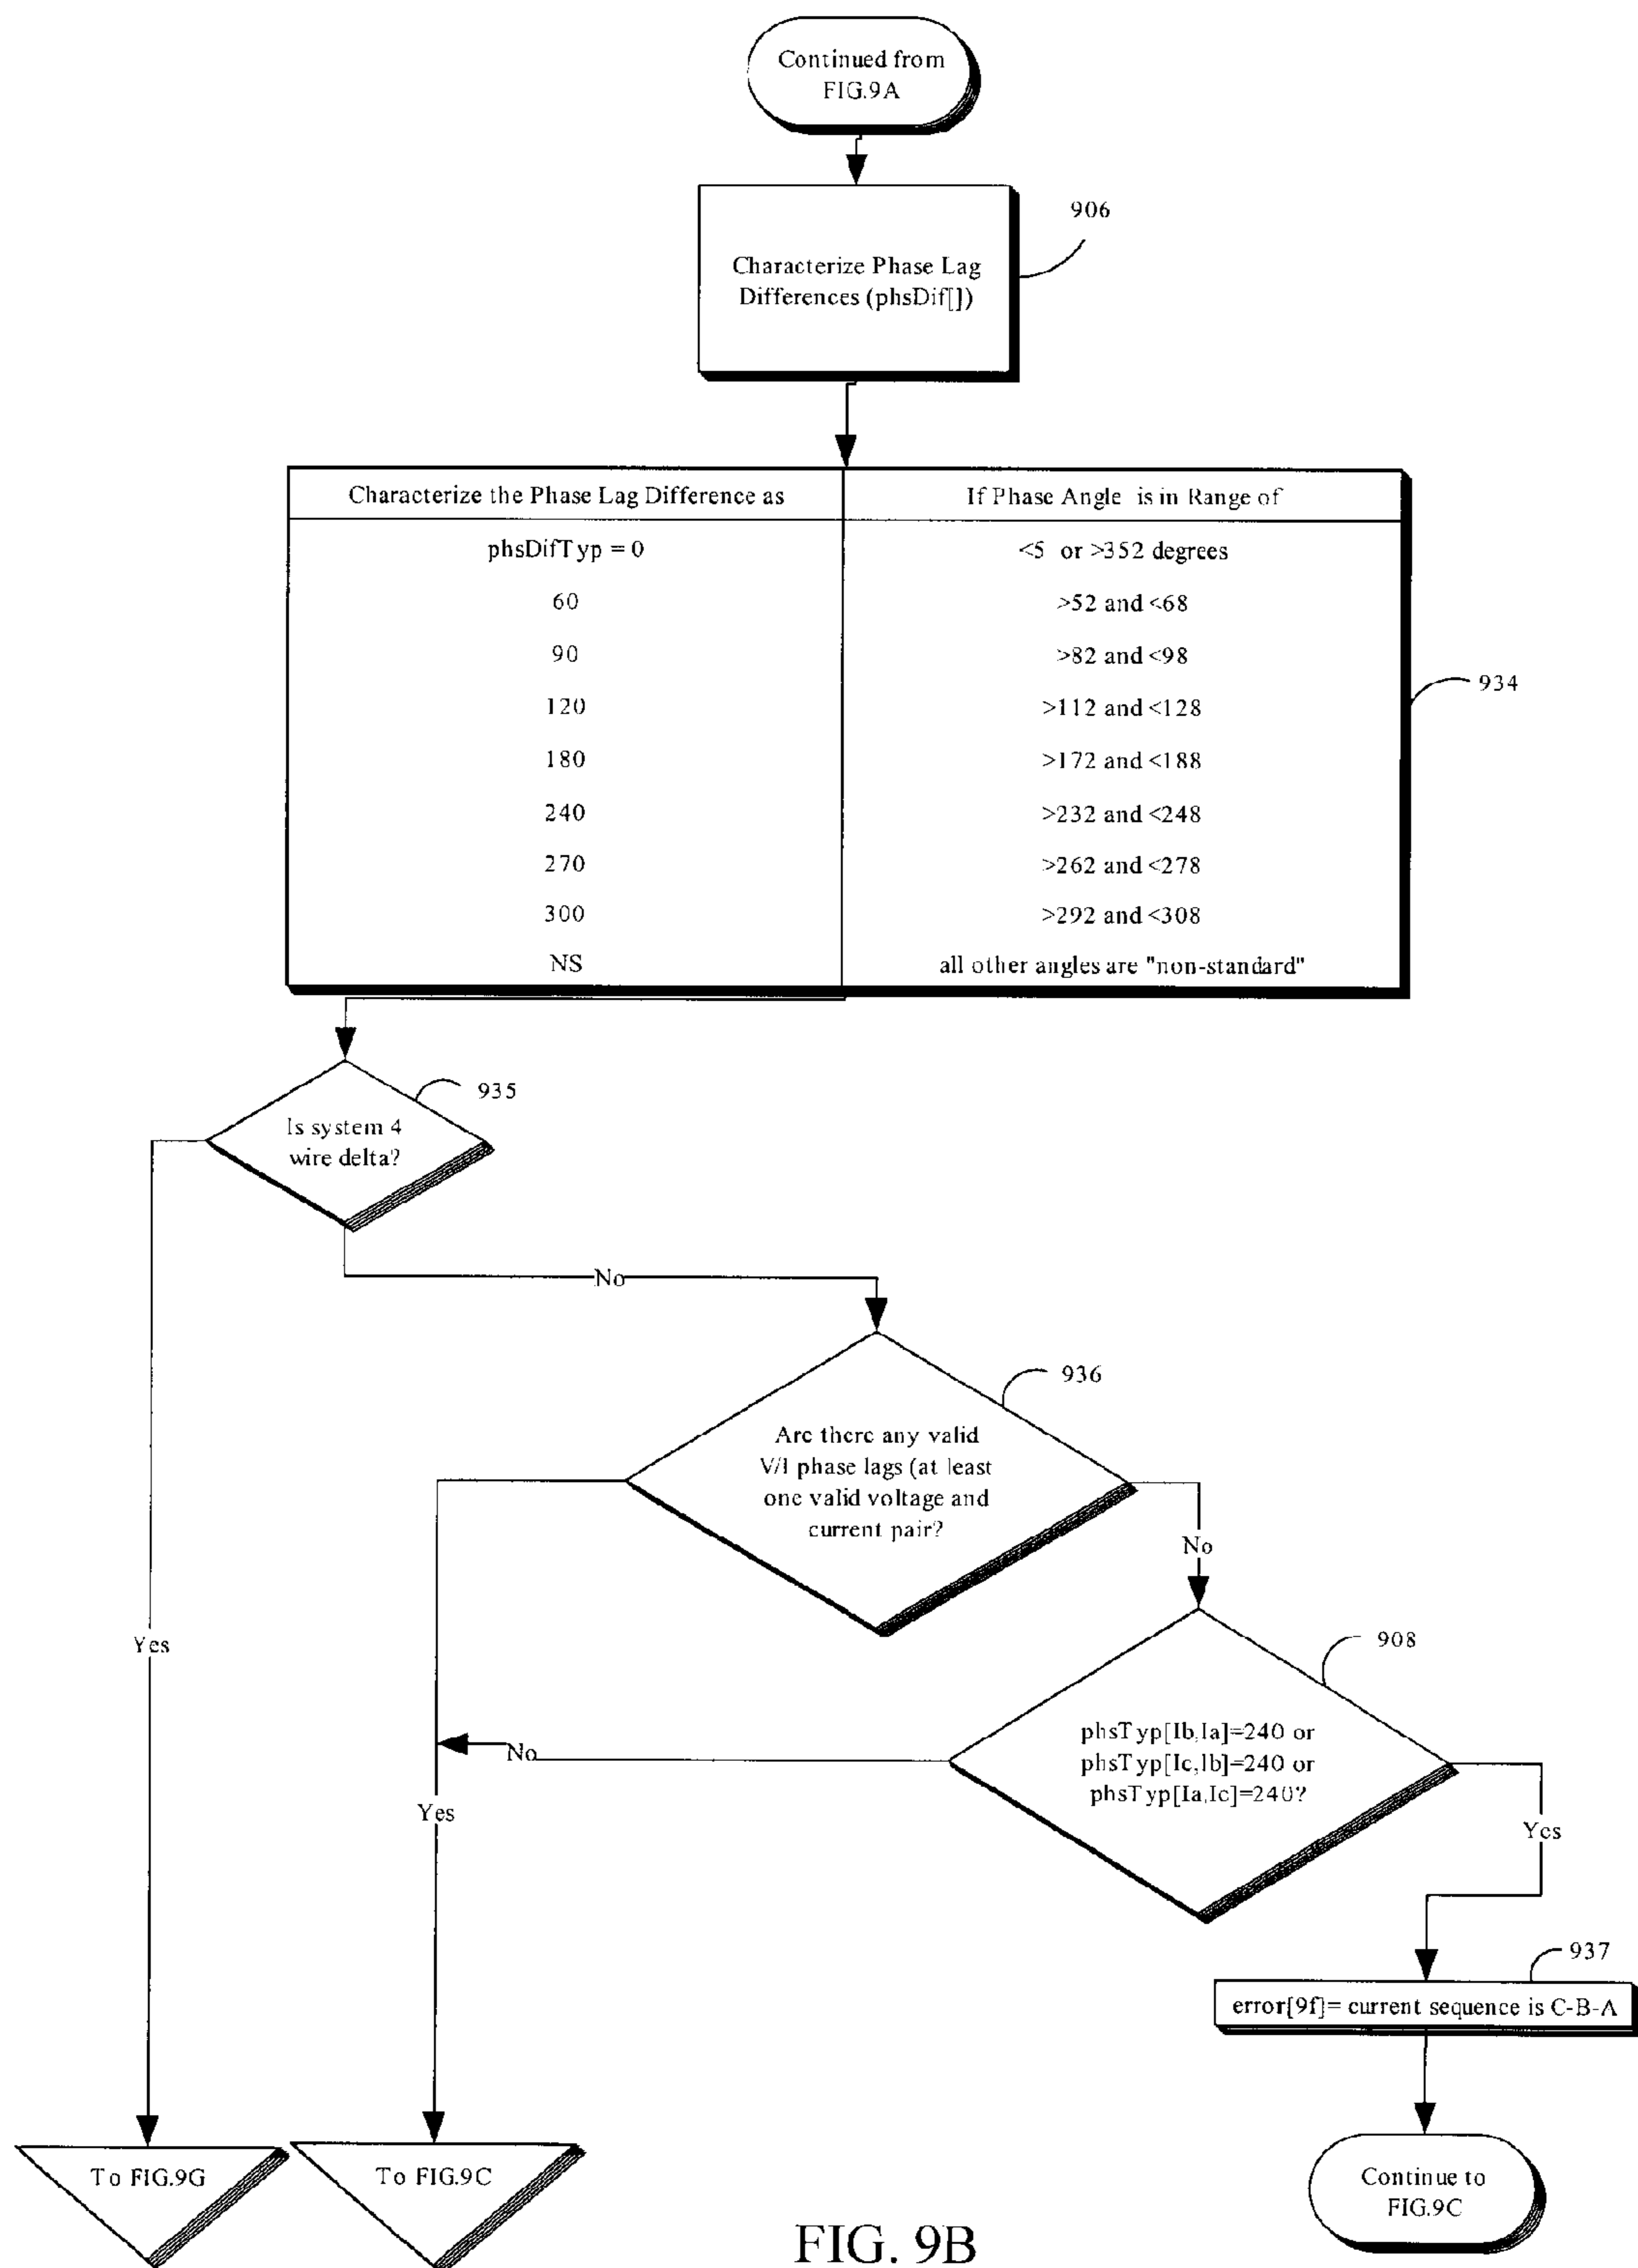 Continued from
FIG.9A
906
Characterize Phase Lag
Differences (phsDif[])
Characterize the Phase Lag Difference as If Phase Angle is in Range of
phsDifTyp = 0 <5 or >352 degrees
60 >52 and <68
90 >82 and <98
120 >112 and <128
934
180 >172 and <188
240 >232 and <248
270 >262 and <278
300 >292 and <308
NS all other angles are "non-standard"
935
Is system 4
wire delta?
No
936
Are there any valid
V/I phase lags (at least
one valid voltage and
current pair?
No
Yes
908
phsTyp[Ib,Ia]=240 or
phsTyp[Ic,Ib]=240 or
phsTyp[Ia,Ic]=240?
No
Yes
Yes
937
error[9f]= current sequence is C-B-A
To FIG.9G
To FIG.9C
Continue to
FIG.9C
FIG. 9B